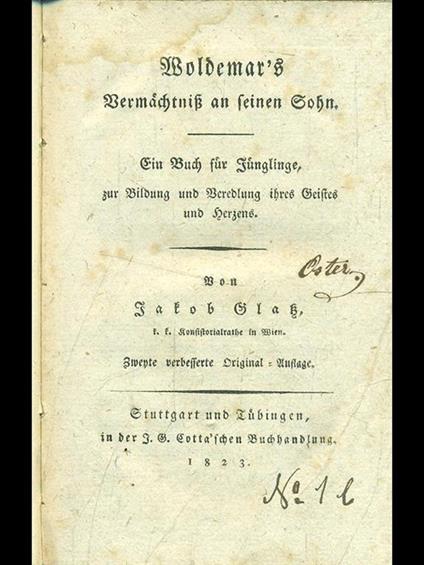 Woldemar's
Vermächtniß an seinen Sohn.
Ein Buch für Jünglinge,
zur Bildung und Veredlung ihres Geistes
und Herzens.
Oster.
Von
Jakob Glatz,
k. k. Konsistorialrathe in Wien.
Zweyte verbesserte Original=Auflage.
Stuttgart und Tübingen,
in der J. G. Cotta'schen Buchhandlung.
1823.
No. 1